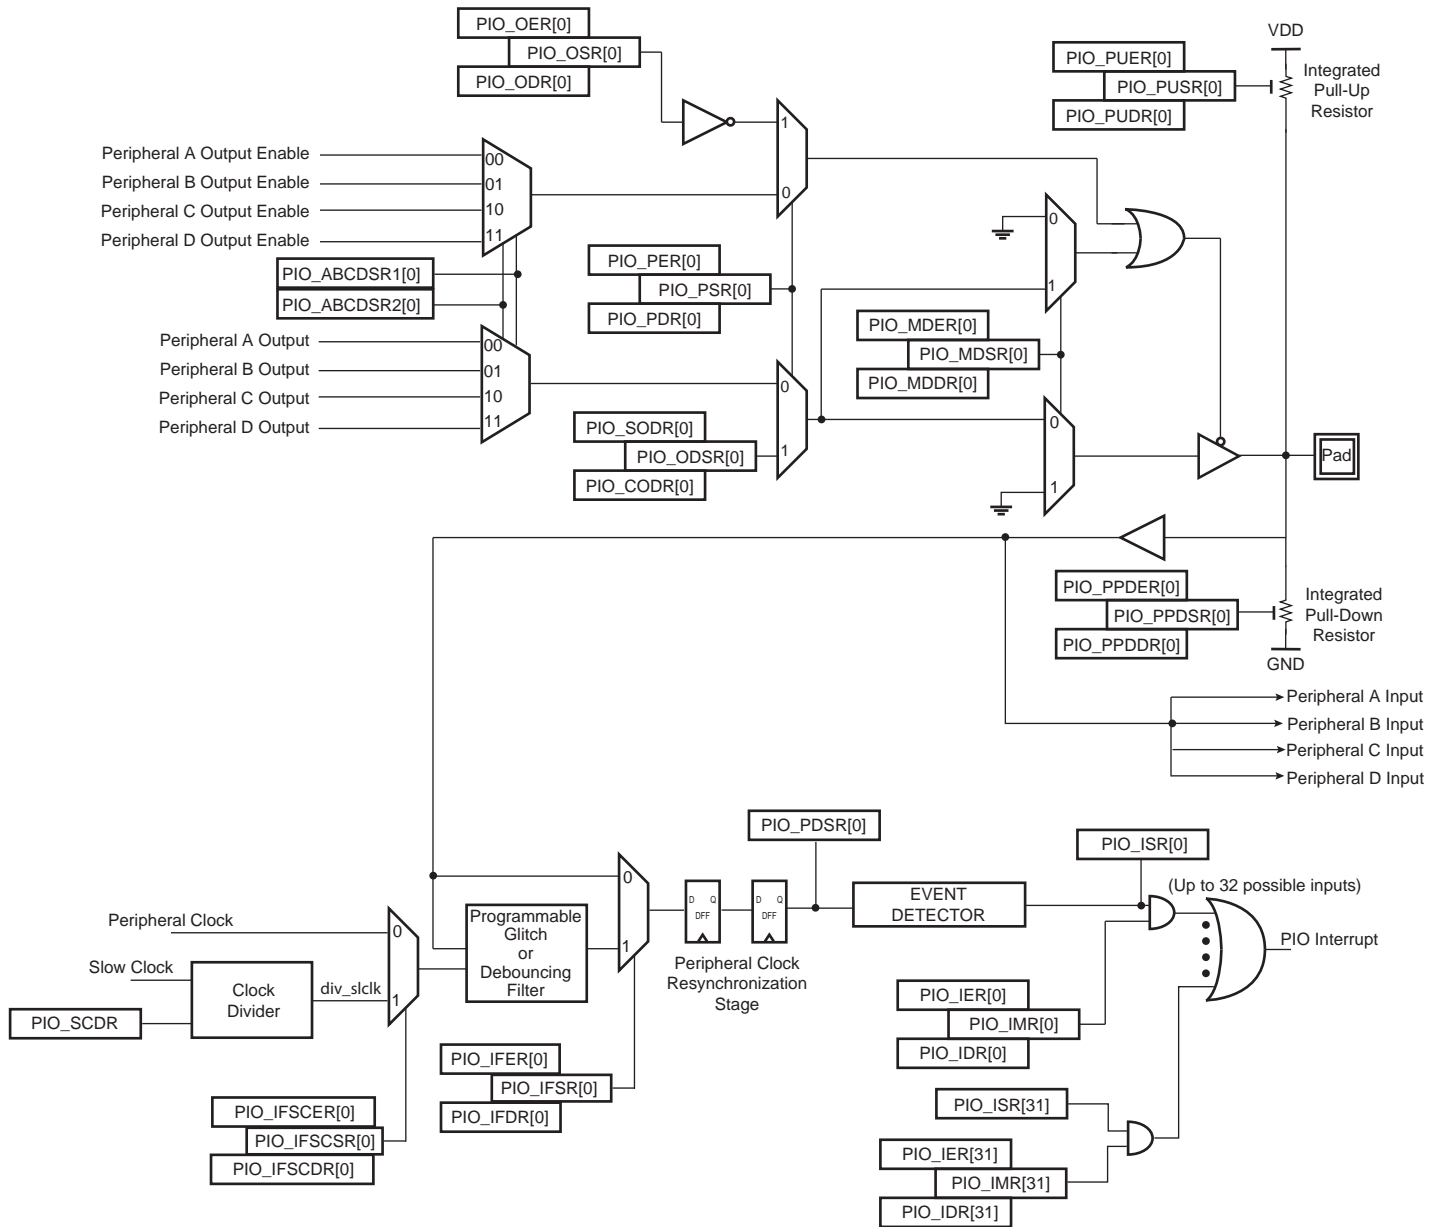 PIO_OER[0]
PIO_OSR[0]
PIO_ODR[0]
1
0
Peripheral A Output Enable
Peripheral B Output Enable
Peripheral C Output Enable
Peripheral D Output Enable
00
01
10
11
PIO_ABCDSR1[0]
PIO_ABCDSR2[0]
PIO_PER[0]
PIO_PSR[0]
PIO_PDR[0]
Peripheral A Output
Peripheral B Output
Peripheral C Output
Peripheral D Output
00
01
10
11
0
1
PIO_SODR[0]
PIO_ODSR[0]
PIO_CODR[0]
0
1
PIO_MDER[0]
PIO_MDSR[0]
PIO_MDDR[0]
0
1
VDD
PIO_PUER[0]
PIO_PUSR[0]
PIO_PUDR[0]
Integrated
Pull-Up
Resistor
Pad
PIO_PPDER[0]
PIO_PPDSR[0]
PIO_PPDDR[0]
Integrated
Pull-Down
Resistor
GND
Peripheral A Input
Peripheral B Input
Peripheral C Input
Peripheral D Input
Peripheral Clock
Slow Clock
PIO_SCDR
Clock
Divider
div_slclk
0
1
PIO_IFSCER[0]
PIO_IFSCSR[0]
PIO_IFSCDR[0]
Programmable
Glitch
or
Debouncing
Filter
0
1
PIO_IFER[0]
PIO_IFSR[0]
PIO_IFDR[0]
D Q
DFF
D Q
DFF
Peripheral Clock
Resynchronization
Stage
PIO_PDSR[0]
EVENT
DETECTOR
PIO_ISR[0]
(Up to 32 possible inputs)
PIO Interrupt
PIO_IER[0]
PIO_IMR[0]
PIO_IDR[0]
PIO_ISR[31]
PIO_IER[31]
PIO_IMR[31]
PIO_IDR[31]